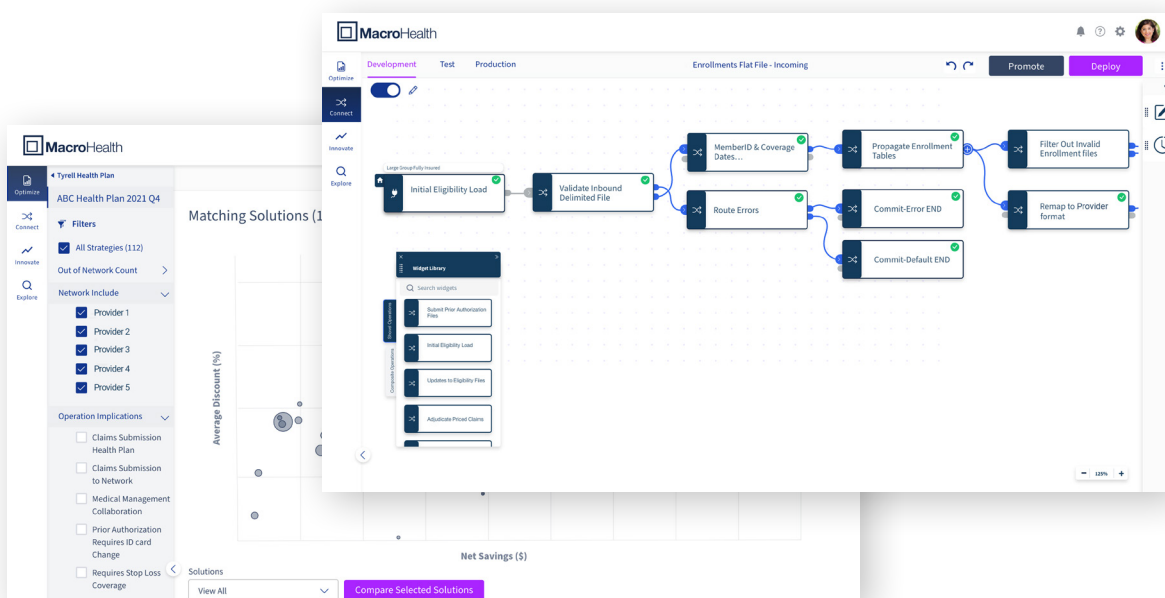 MacroHealth
Optimize
Connect
Innovate
Explore
Development
Test
Production
Enrollments Flat File - Incoming
Promote
Deploy
Large Group Fully Insured
Initial Eligibility Load
Validate Inbound
Delimited File
MemberID & Coverage
Dates...
Route Errors
Propagate Enrollment
Tables
Commit-Error END
Commit-Default END
Filter Out Invalid
Enrollment files
Remap to Provider
format
Widget Library
Search widgets
Shared Operations
Composite Operations
Submit Prior Authorization
Files
Initial Eligibility Load
Updates to Eligibility Files
Adjudicate Priced Claims
123%
MacroHealth
Optimize
Connect
Innovate
Explore
Tyrell Health Plan
ABC Health Plan 2021 Q4
Filters
All Strategies (112)
Out of Network Count
Network Include
Provider 1
Provider 2
Provider 3
Provider 4
Provider 5
Operation Implications
Claims Submission
Health Plan
Claims Submission
to Network
Medical Management
Collaboration
Prior Authorization
Requires ID card
Change
Requires Stop Loss
Coverage
Matching Solutions (1
Average Discount (%)
Net Savings ($)
Solutions
View All
Compare Selected Solutions